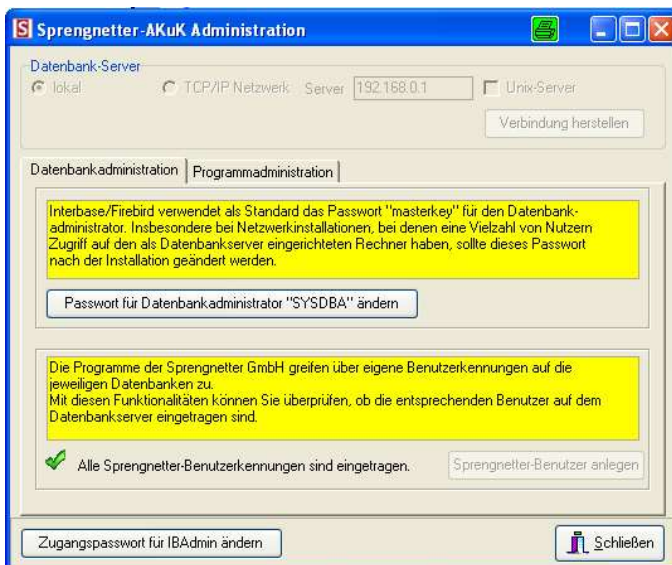 Sprengnetter-AKuK Administration
Datenbank-Server
lokal TCP/IP Netzwerk Server 192.168.0.1 Unix-Server
Verbindung herstellen
Datenbankadministration Programmadministration
Interbase/Firebird verwendet als Standard das Passwort "masterkey" für den Datenbank-
administrator. Insbesondere bei Netzwerkinstallationen, bei denen eine Vielzahl von Nutzern
Zugriff auf den als Datenbankserver eingerichteten Rechner haben, sollte dieses Passwort
nach der Installation geändert werden.
Passwort für Datenbankadministrator "SYSDBA" ändern
Die Programme der Sprengnetter GmbH greifen über eigene Benutzerkennungen auf die
jeweiligen Datenbanken zu.
Mit diesen Funktionalitäten können Sie überprüfen, ob die entsprechenden Benutzer auf dem
Datenbankserver eingetragen sind.
Alle Sprengnetter-Benutzerkennungen sind eingetragen. Sprengnetter-Benutzer anlegen
Zugangspasswort für IBAdmin ändern Schließen